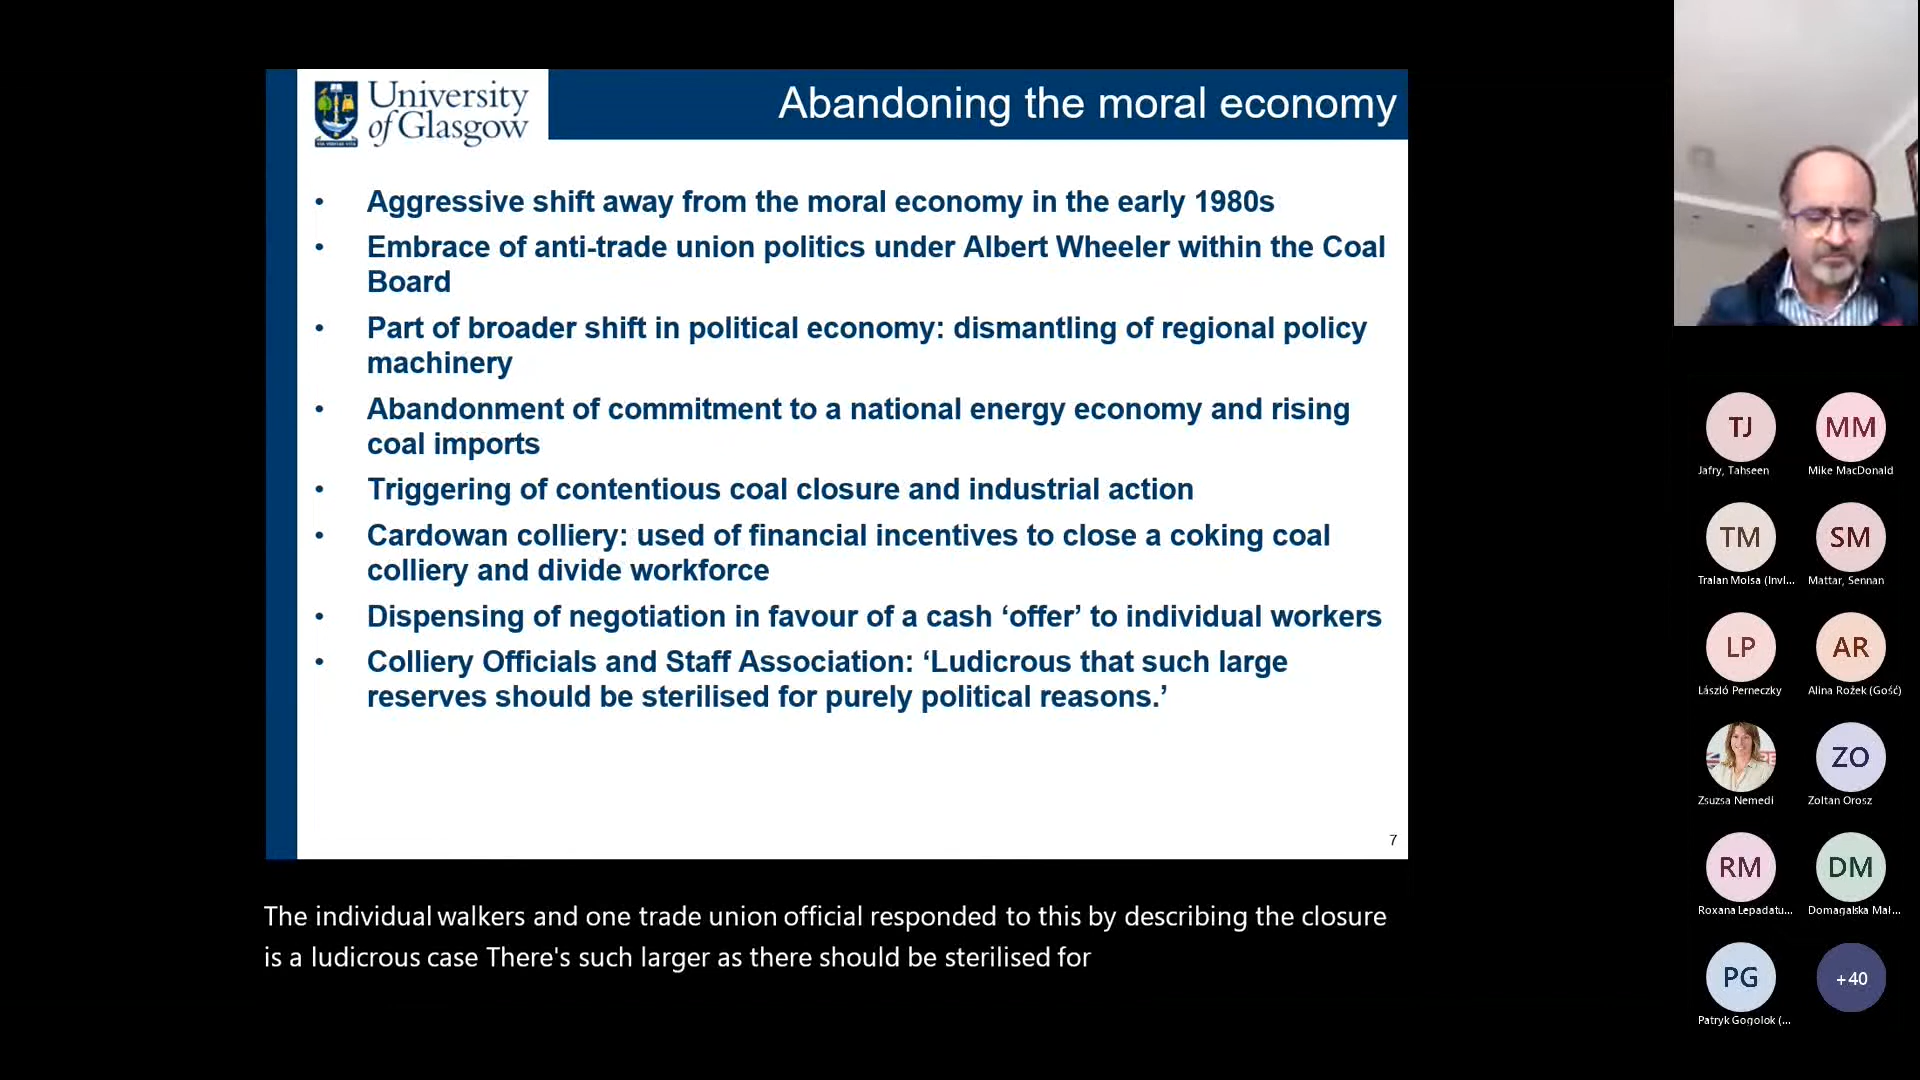 University
of Glasgow
Abandoning the moral economy
• Aggressive shift away from the moral economy in the early 1980s
• Embrace of anti-trade union politics under Albert Wheeler within the Coal
Board
• Part of broader shift in political economy: dismantling of regional policy
machinery
• Abandonment of commitment to a national energy economy and rising
coal imports
• Triggering of contentious coal closure and industrial action
• Cardowan colliery: used of financial incentives to close a coking coal
colliery and divide workforce
• Dispensing of negotiation in favour of a cash ‘offer’ to individual workers
• Colliery Officials and Staff Association: ‘Ludicrous that such large
reserves should be sterilised for purely political reasons.’
7
The individual walkers and one trade union official responded to this by describing the closure
is a ludicrous case There's such larger as there should be sterilised for
TJ
Jafry, Tahseen
MM
Mike MacDonald
TM
Traian Moisa (Invi...
SM
Mattar, Sennan
LP
László Perneczky
AR
Alina Rożek (Gość)
Zsuzsa Nemedi
ZO
Zoltan Orosz
RM
Roxana Lepadatu...
DM
Domagalska Mał...
PG
Patryk Gogolok (...
+40